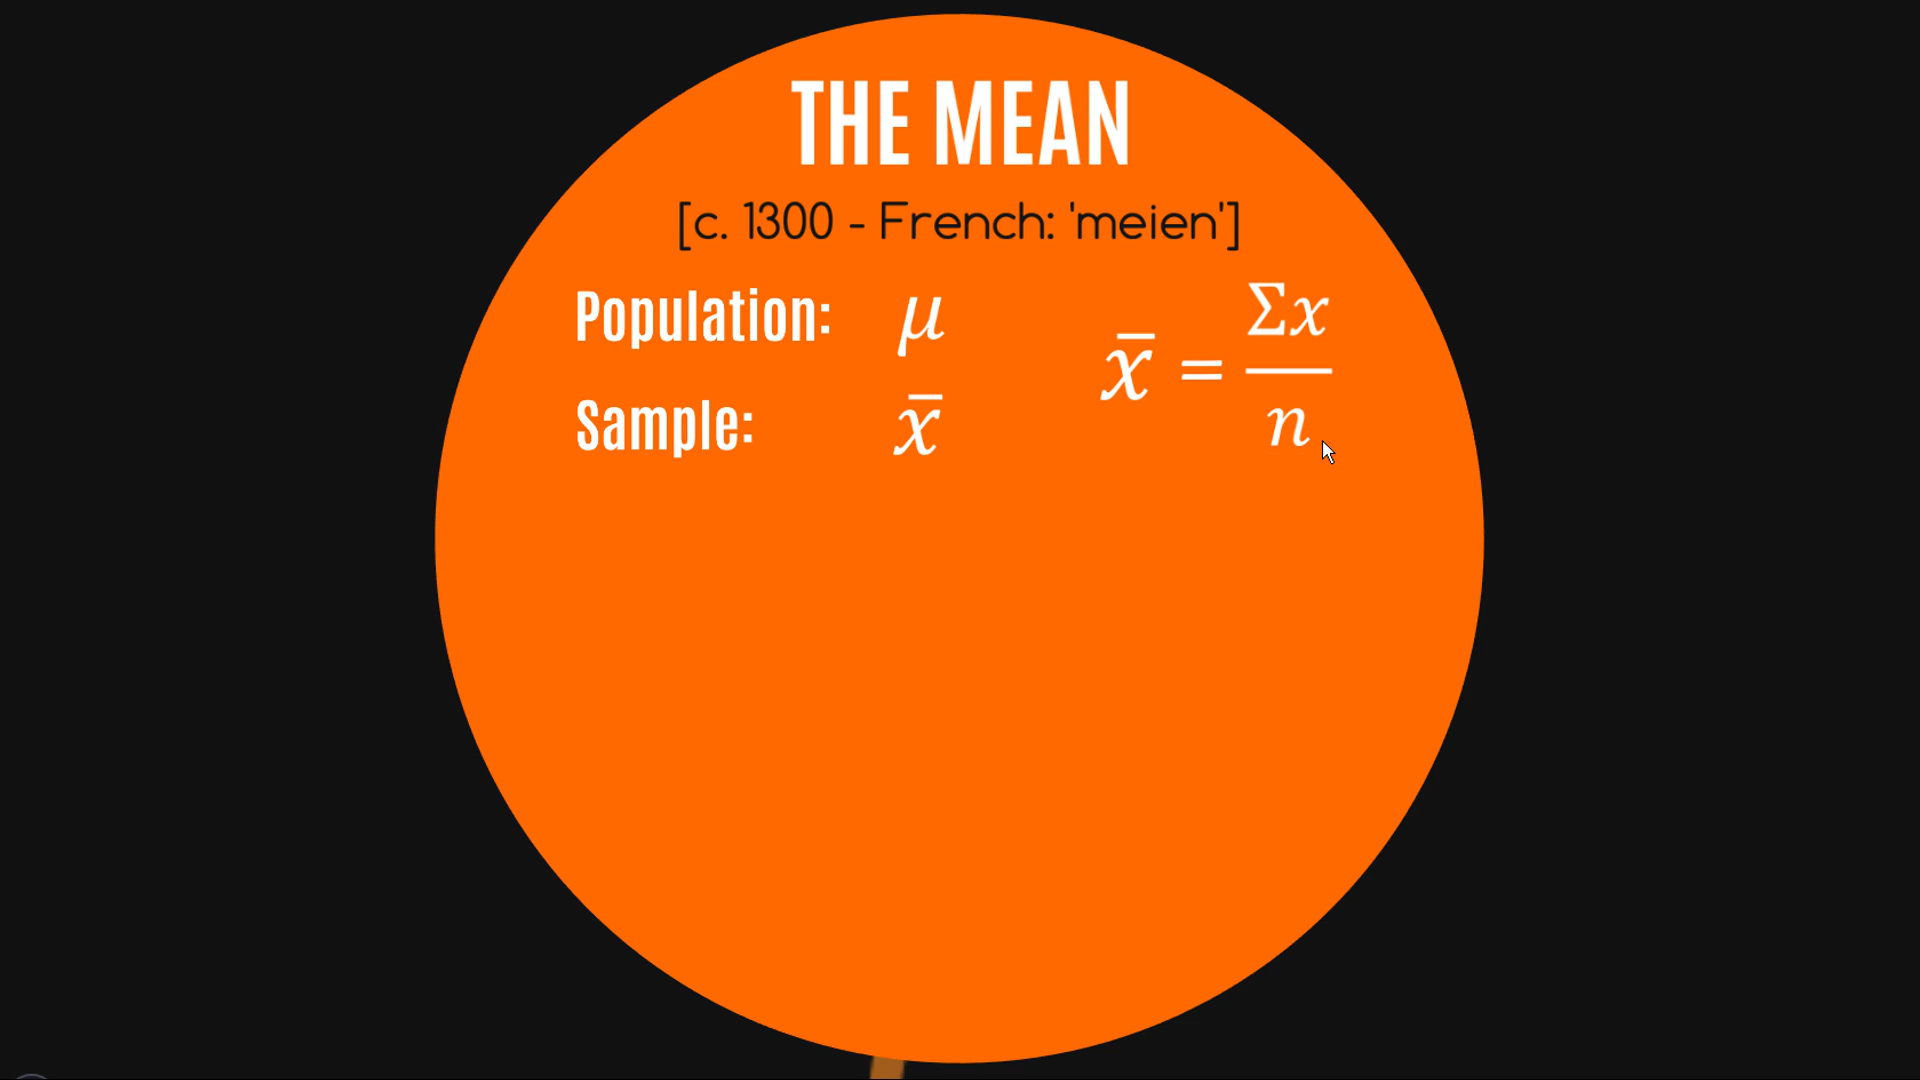 THE MEAN
[c. 1300 - French: 'meien']
Population: μ
Sample: x̄
x̄ = Σx / n